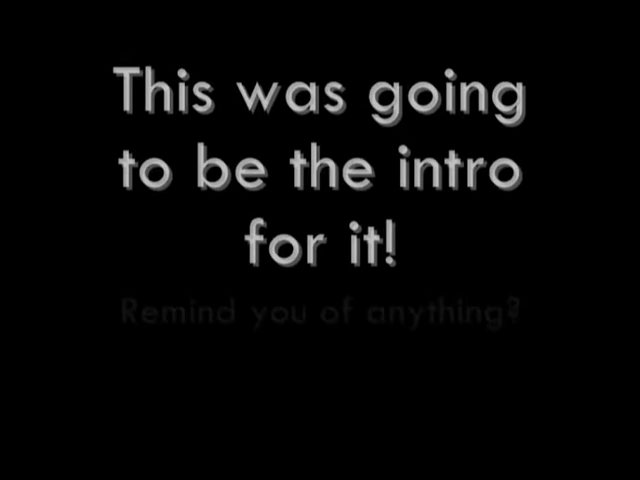 This was going
to be the intro
for it!
Remind you of anything?